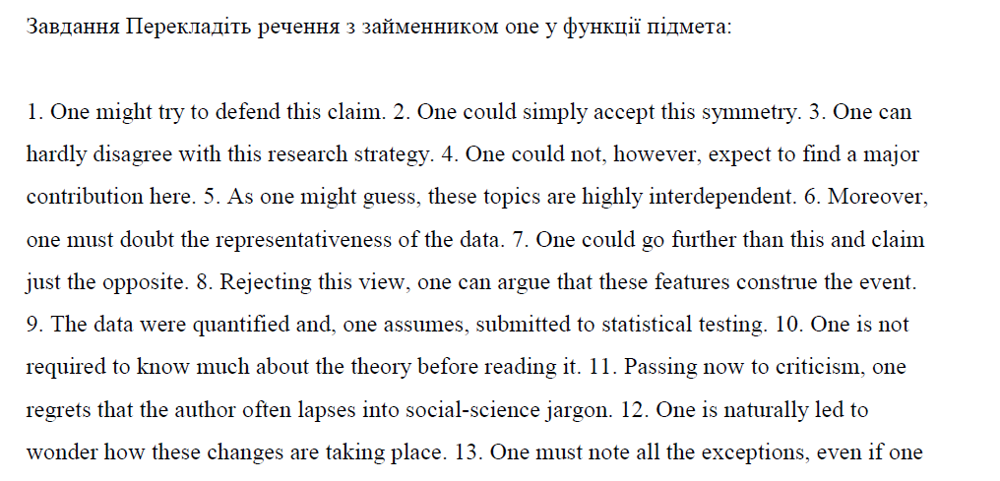 Завдання Перекладіть речення з займенником one у функції підмета:
1. One might try to defend this claim. 2. One could simply accept this symmetry. 3. One can
hardly disagree with this research strategy. 4. One could not, however, expect to find a major
contribution here. 5. As one might guess, these topics are highly interdependent. 6. Moreover,
one must doubt the representativeness of the data. 7. One could go further than this and claim
just the opposite. 8. Rejecting this view, one can argue that these features construe the event.
9. The data were quantified and, one assumes, submitted to statistical testing. 10. One is not
required to know much about the theory before reading it. 11. Passing now to criticism, one
regrets that the author often lapses into social-science jargon. 12. One is naturally led to
wonder how these changes are taking place. 13. One must note all the exceptions, even if one